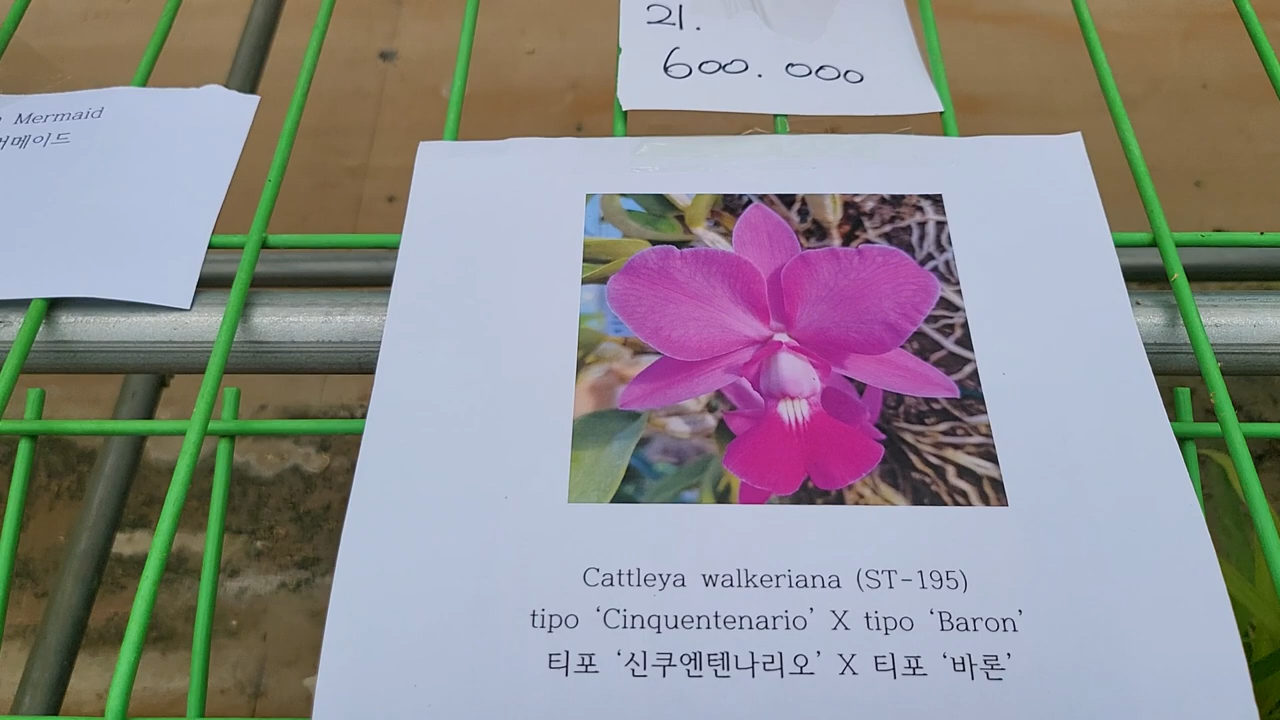 21.
600.000
Mermaid
머메이드
Cattleya walkeriana (ST-195)
tipo ‘Cinquentenario’ X tipo ‘Baron’
티포 ‘신쿠엔텐나리오’ X 티포 ‘바론’